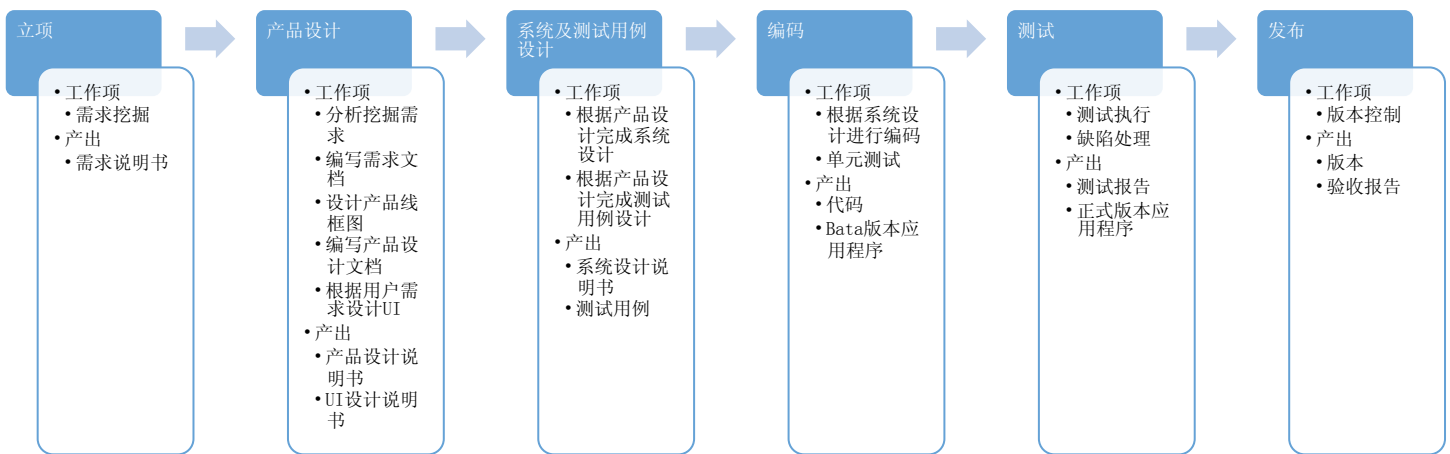 立项
• 工作项
• 需求挖掘
• 产出
• 需求说明书
产品设计
• 工作项
• 分析挖掘需
求
• 编写需求文
档
• 设计产品线
框图
• 编写产品设
计文档
• 根据用户需
求设计UI
• 产出
• 产品设计说
明书
• UI设计说明
书
系统及测试用例
设计
• 工作项
• 根据产品设
计完成系统
设计
• 根据产品设
计完成测试
用例设计
• 产出
• 系统设计说
明书
• 测试用例
编码
• 工作项
• 根据系统设
计进行编码
• 单元测试
• 产出
• 代码
• Bata版本应
用程序
测试
• 工作项
• 测试执行
• 缺陷处理
• 产出
• 测试报告
• 正式版本应
用程序
发布
• 工作项
• 版本控制
• 产出
• 版本
• 验收报告